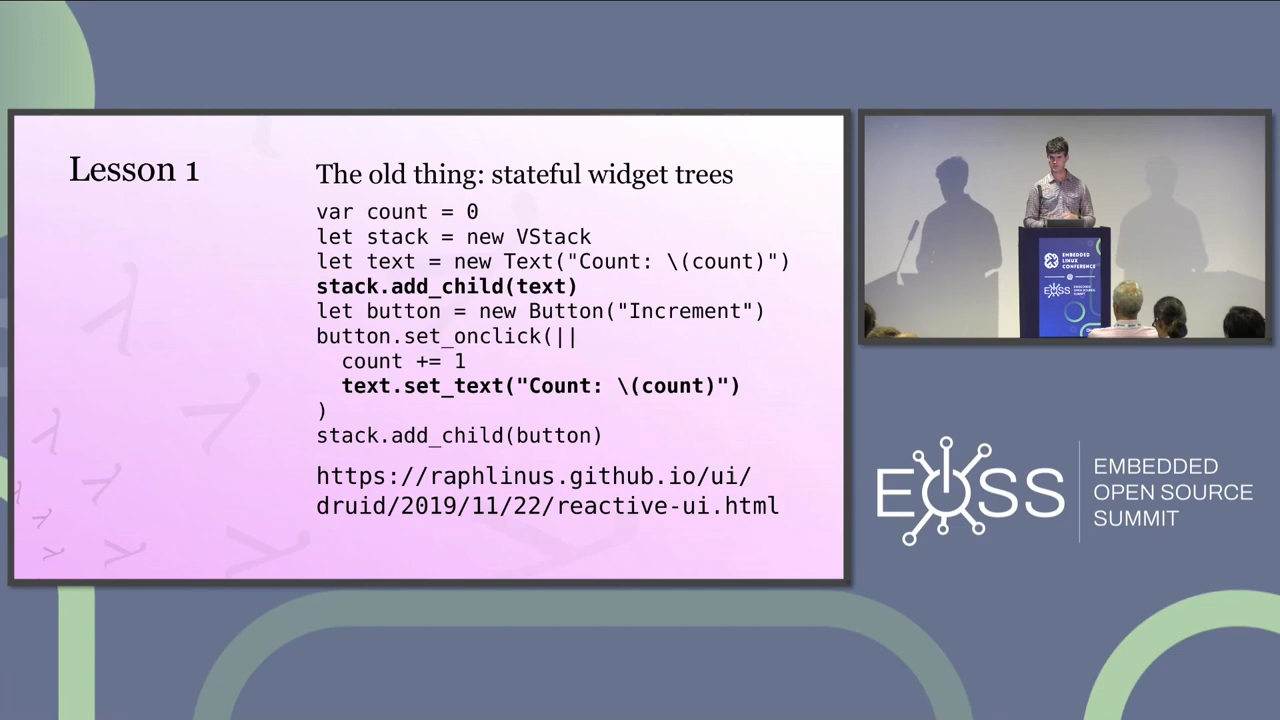 Lesson 1
The old thing: stateful widget trees
var count = 0
let stack = new VStack
let text = new Text("Count: \(count)")
stack.add_child(text)
let button = new Button("Increment")
button.set_onclick(||
  count += 1
  text.set_text("Count: \(count)")
)
stack.add_child(button)
https://raphlinus.github.io/ui/
druid/2019/11/22/reactive-ui.html
EMBEDDED
LINUX
CONFERENCE
EOSS
EOSS
EMBEDDED
OPEN SOURCE
SUMMIT